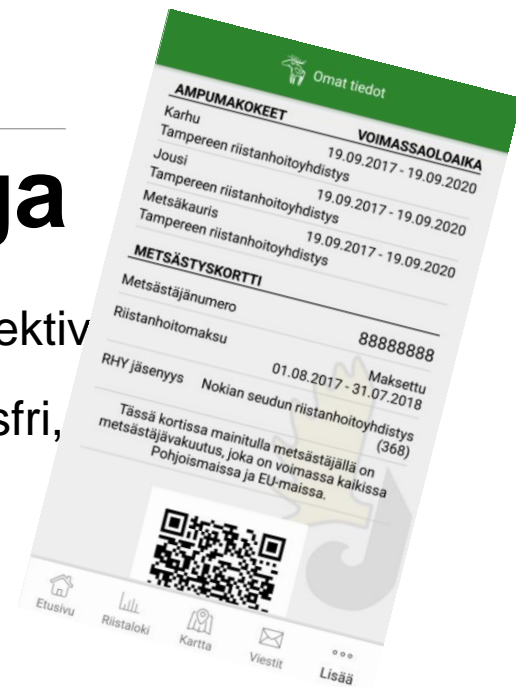 ga
ektiv
sfri,
Omat tiedot
AMPUMAKOKEET VOIMASSAOLOAIKA
Karhu 19.09.2017 - 19.09.2020
Tampereen riistanhoitoyhdistys
Jousi 19.09.2017 - 19.09.2020
Tampereen riistanhoitoyhdistys
Metsäkauris 19.09.2017 - 19.09.2020
Tampereen riistanhoitoyhdistys
METSÄSTYSKORTTI
Metsästäjänumero 88888888
Riistanhoitomaksu Maksettu
01.08.2017 - 31.07.2018
RHY jäsenyys Nokian seudun riistanhoitoyhdistys
(368)
Tässä kortissa mainitulla metsästäjällä on
metsästäjävakuutus, joka on voimassa kaikissa
Pohjoismaissa ja EU-maissa.
Etusivu Riistaloki Kartta Viestit Lisää